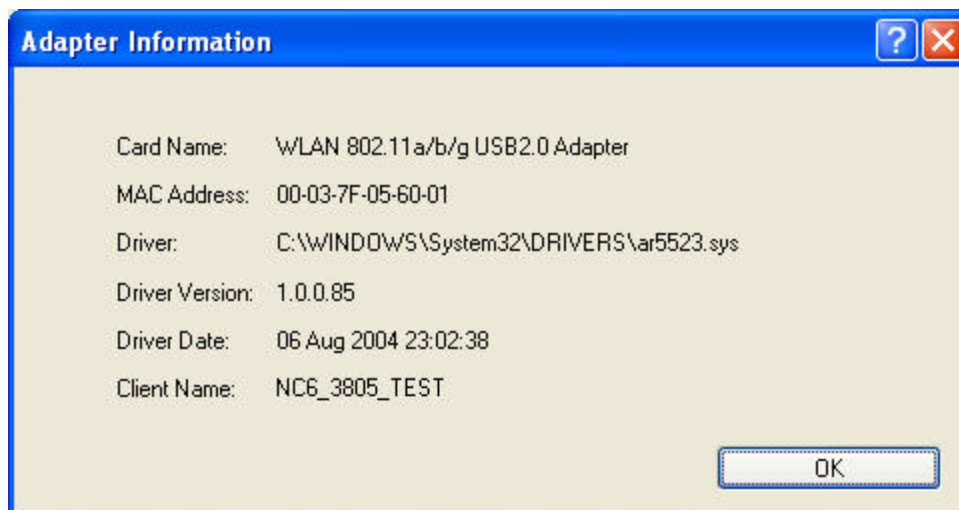 Adapter Information
Card Name: WLAN 802.11a/b/g USB2.0 Adapter
MAC Address: 00-03-7F-05-60-01
Driver: C:\WINDOWS\System32\DRIVERS\ar5523.sys
Driver Version: 1.0.0.85
Driver Date: 06 Aug 2004 23:02:38
Client Name: NC6_3805_TEST
OK